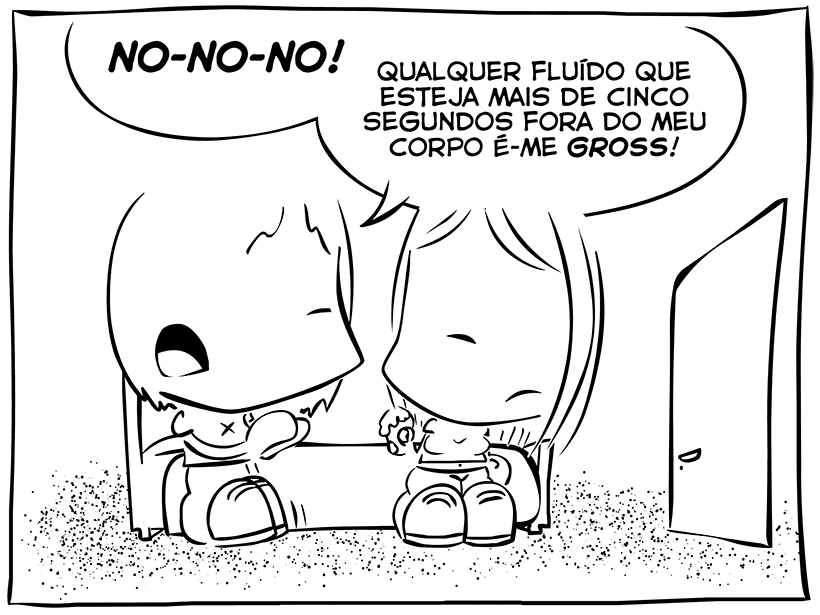 NO-NO-NO!
QUALQUER FLUÍDO QUE
ESTEJA MAIS DE CINCO
SEGUNDOS FORA DO MEU
CORPO É-ME GROSS!